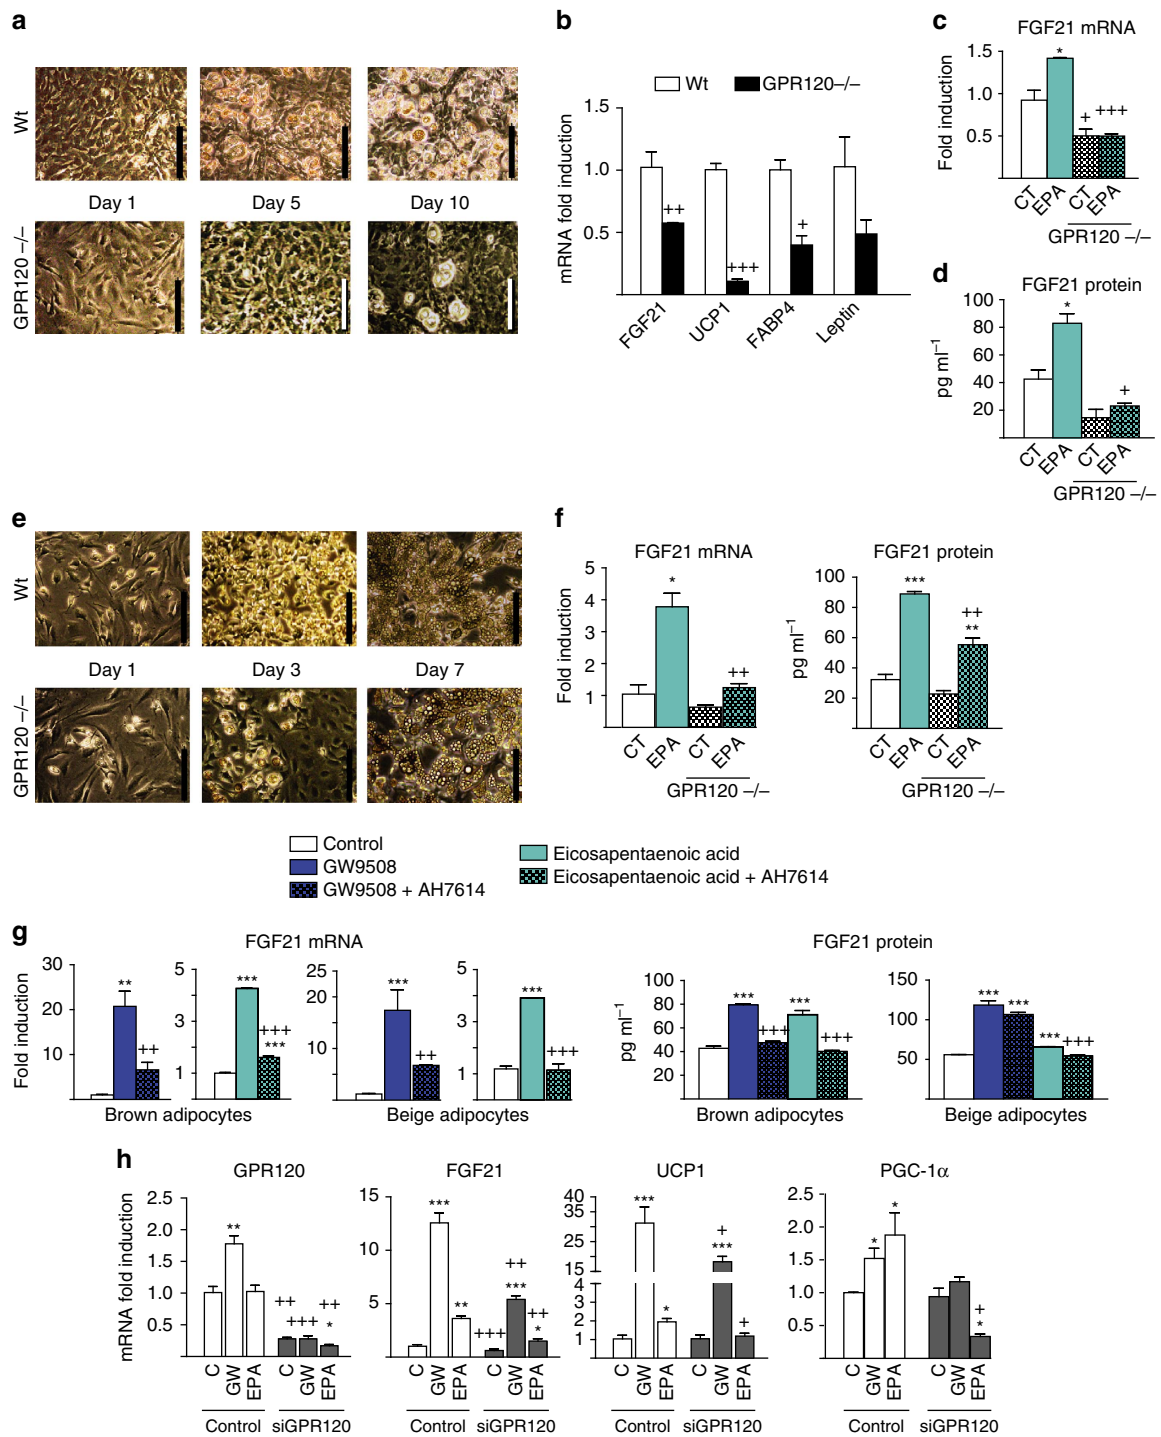 a
Wt
Day 1
Day 5
Day 10
GPR120 –/–
b
Wt
GPR120–/–
mRNA fold induction
1.5
1.0
0.5
++
+++
+
FGF21
UCP1
FABP4
Leptin
c
FGF21 mRNA
Fold induction
1.5
1.0
0.5
*
+
+++
CT
EPA
CT
EPA
GPR120 –/–
d
FGF21 protein
pg ml–1
100
80
60
40
20
*
+
CT
EPA
CT
EPA
GPR120 –/–
e
Wt
Day 1
Day 3
Day 7
GPR120 –/–
f
FGF21 mRNA
Fold induction
5
4
3
2
1
*
++
CT
EPA
CT
EPA
GPR120 –/–
FGF21 protein
pg ml–1
100
80
60
40
20
***
++
**
CT
EPA
CT
EPA
GPR120 –/–
Control
GW9508
GW9508 + AH7614
Eicosapentaenoic acid
Eicosapentaenoic acid + AH7614
g
FGF21 mRNA
Fold induction
30
20
10
**
++
5
3
1
***
+++
***
Brown adipocytes
25
20
10
***
++
5
3
1
***
+++
Beige adipocytes
FGF21 protein
pg ml–1
100
80
60
40
20
***
+++
***
+++
Brown adipocytes
150
100
50
***
***
***
+++
Beige adipocytes
h
mRNA fold induction
GPR120
2.5
2.0
1.5
1.0
0.5
**
++
+++
++
*
C
GW
EPA
Control
siGPR120
FGF21
15
10
5
***
**
+++
++
***
++
*
C
GW
EPA
C
GW
EPA
Control
siGPR120
UCP1
40
35
25
15
4
3
2
1
***
*
+
***
+
C
GW
EPA
C
GW
EPA
Control
siGPR120
PGC-1α
2.5
2.0
1.5
1.0
0.5
*
*
+
*
C
GW
EPA
C
GW
EPA
Control
siGPR120